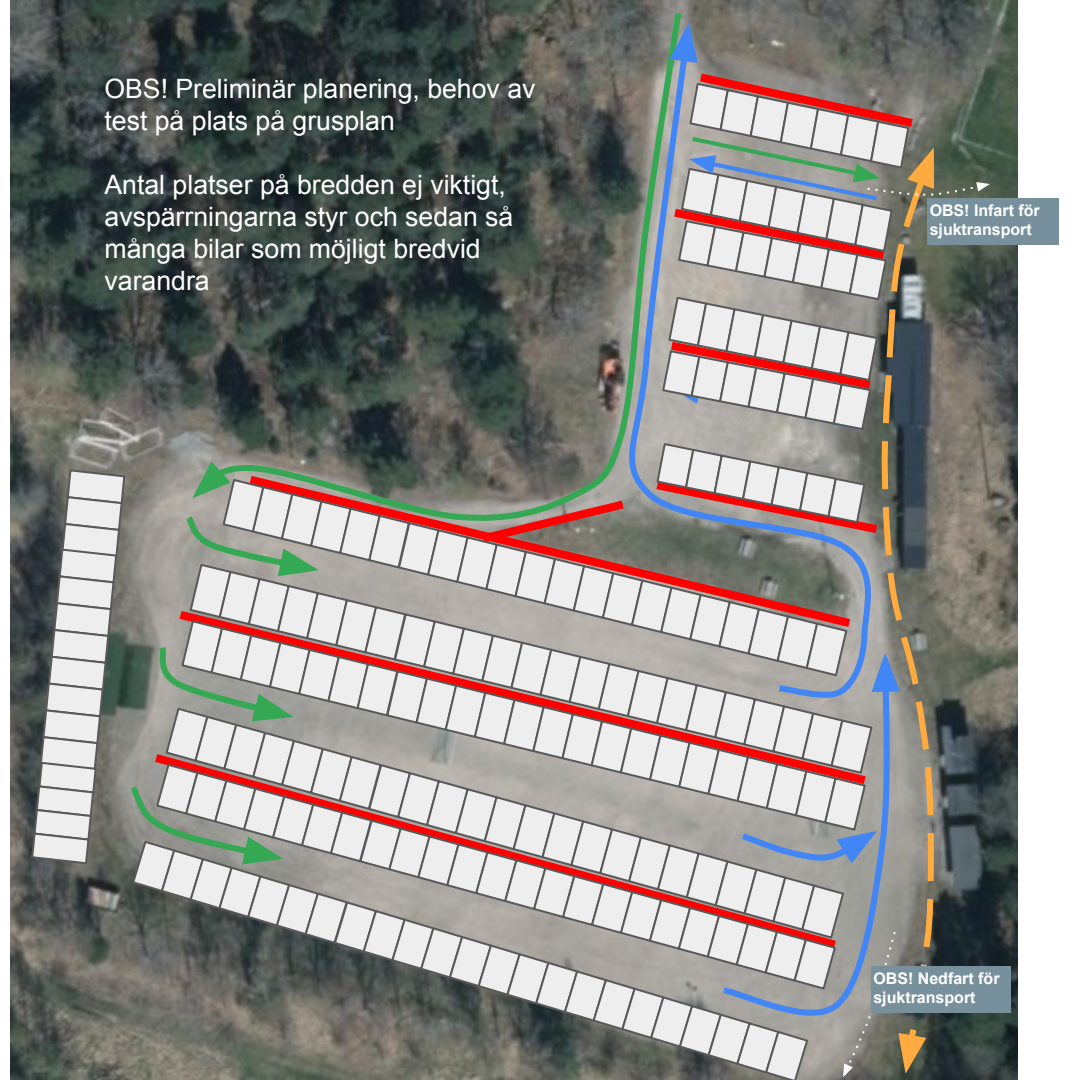 OBS! Preliminär planering, behov av
test på plats på grusplan
Antal platser på bredden ej viktigt,
avspärrningarna styr och sedan så
många bilar som möjligt bredvid
varandra
OBS! Infart för
sjuktransport
OBS! Nedfart för
sjuktransport